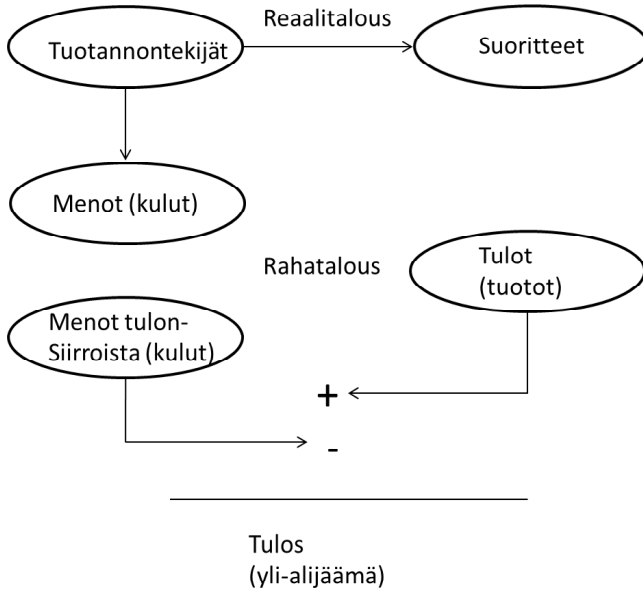 Reaalitalous
Tuotannontekijät
Suoritteet
Menot (kulut)
Rahatalous
Tulot
(tuotot)
Menot tulon-
Siirroista (kulut)
+
-
Tulos
(yli-alijäämä)